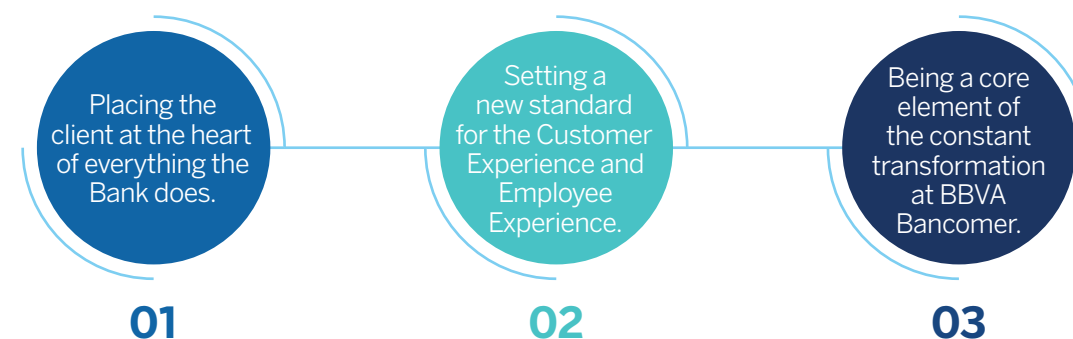 Placing the
client at the heart
of everything the
Bank does.
01
Setting a
new standard
for the Customer
Experience and
Employee
Experience.
02
Being a core
element of
the constant
transformation
at BBVA
Bancomer.
03